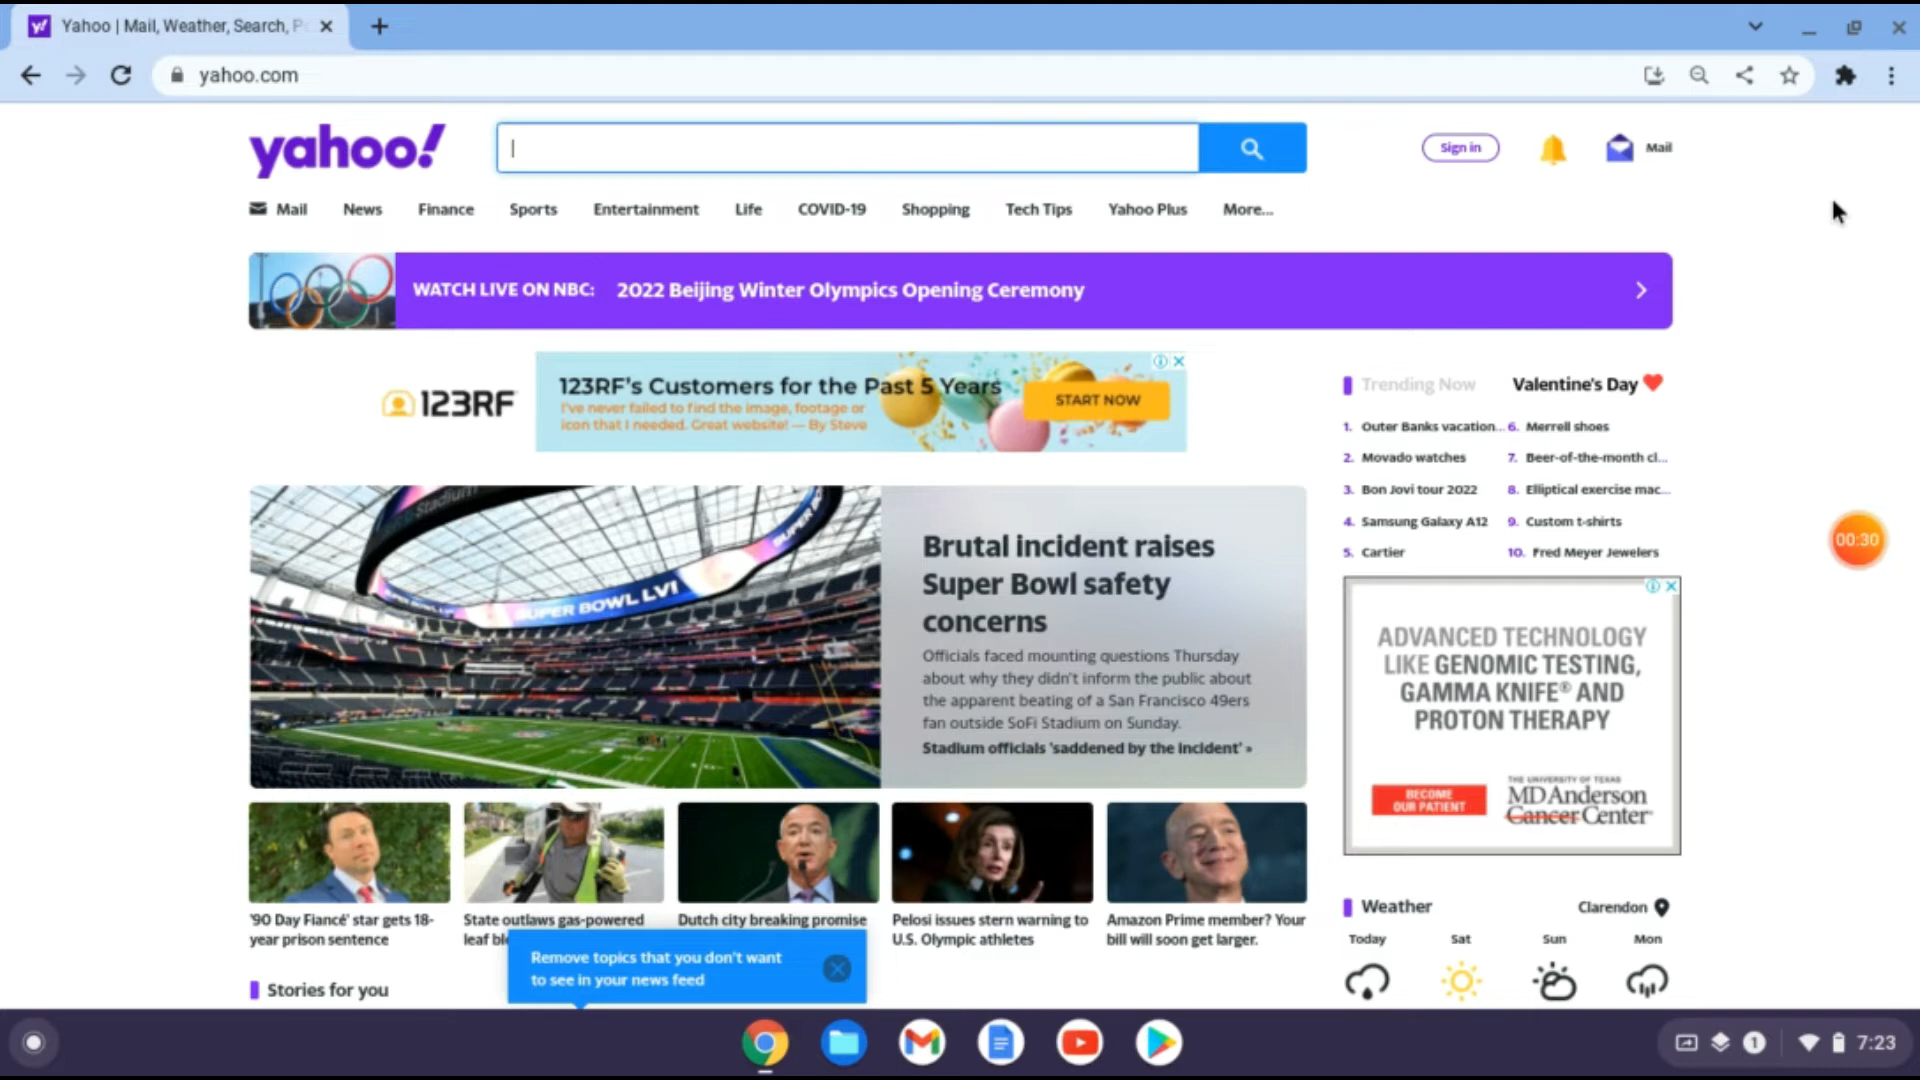 Yahoo | Mail, Weather, Search, P
yahoo.com
yahoo!
Sign in
Mail
Mail News Finance Sports Entertainment Life COVID-19 Shopping Tech Tips Yahoo Plus More...
WATCH LIVE ON NBC: 2022 Beijing Winter Olympics Opening Ceremony
123RF
123RF's Customers for the Past 5 Years
I've never failed to find the image, footage or
icon that I needed. Great website! — By Steve
START NOW
Trending Now Valentine's Day
1. Outer Banks vacation... 6. Merrell shoes
2. Movado watches 7. Beer-of-the-month cl...
3. Bon Jovi tour 2022 8. Elliptical exercise mac...
4. Samsung Galaxy A12 9. Custom t-shirts
5. Cartier 10. Fred Meyer Jewelers
00:30
Stadium
SUPER B
SUPER BOWL LVI
Brutal incident raises
Super Bowl safety
concerns
Officials faced mounting questions Thursday
about why they didn't inform the public about
the apparent beating of a San Francisco 49ers
fan outside SoFi Stadium on Sunday.
Stadium officials 'saddened by the incident' »
ADVANCED TECHNOLOGY
LIKE GENOMIC TESTING,
GAMMA KNIFE® AND
PROTON THERAPY
BECOME
OUR PATIENT
THE UNIVERSITY OF TEXAS
MD Anderson
Cancer Center
'90 Day Fiancé' star gets 18-
year prison sentence
State outlaws gas-powered
leaf bl
Dutch city breaking promise
Pelosi issues stern warning to
U.S. Olympic athletes
Amazon Prime member? Your
bill will soon get larger.
Remove topics that you don't want
to see in your news feed
Stories for you
Weather Clarendon
Today Sat Sun Mon
1 7:23